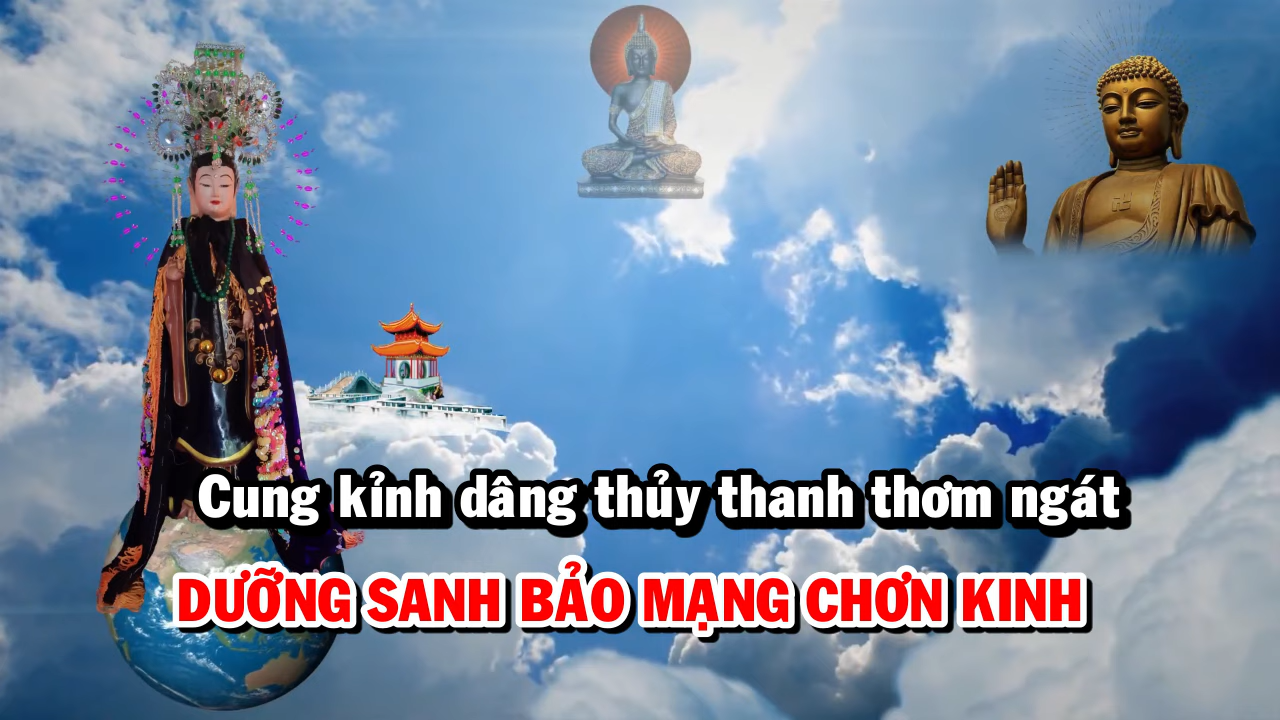 Cung kỉnh dâng thủy thanh thơm ngát
DƯỠNG SANH BẢO MẠNG CHƠN KINH